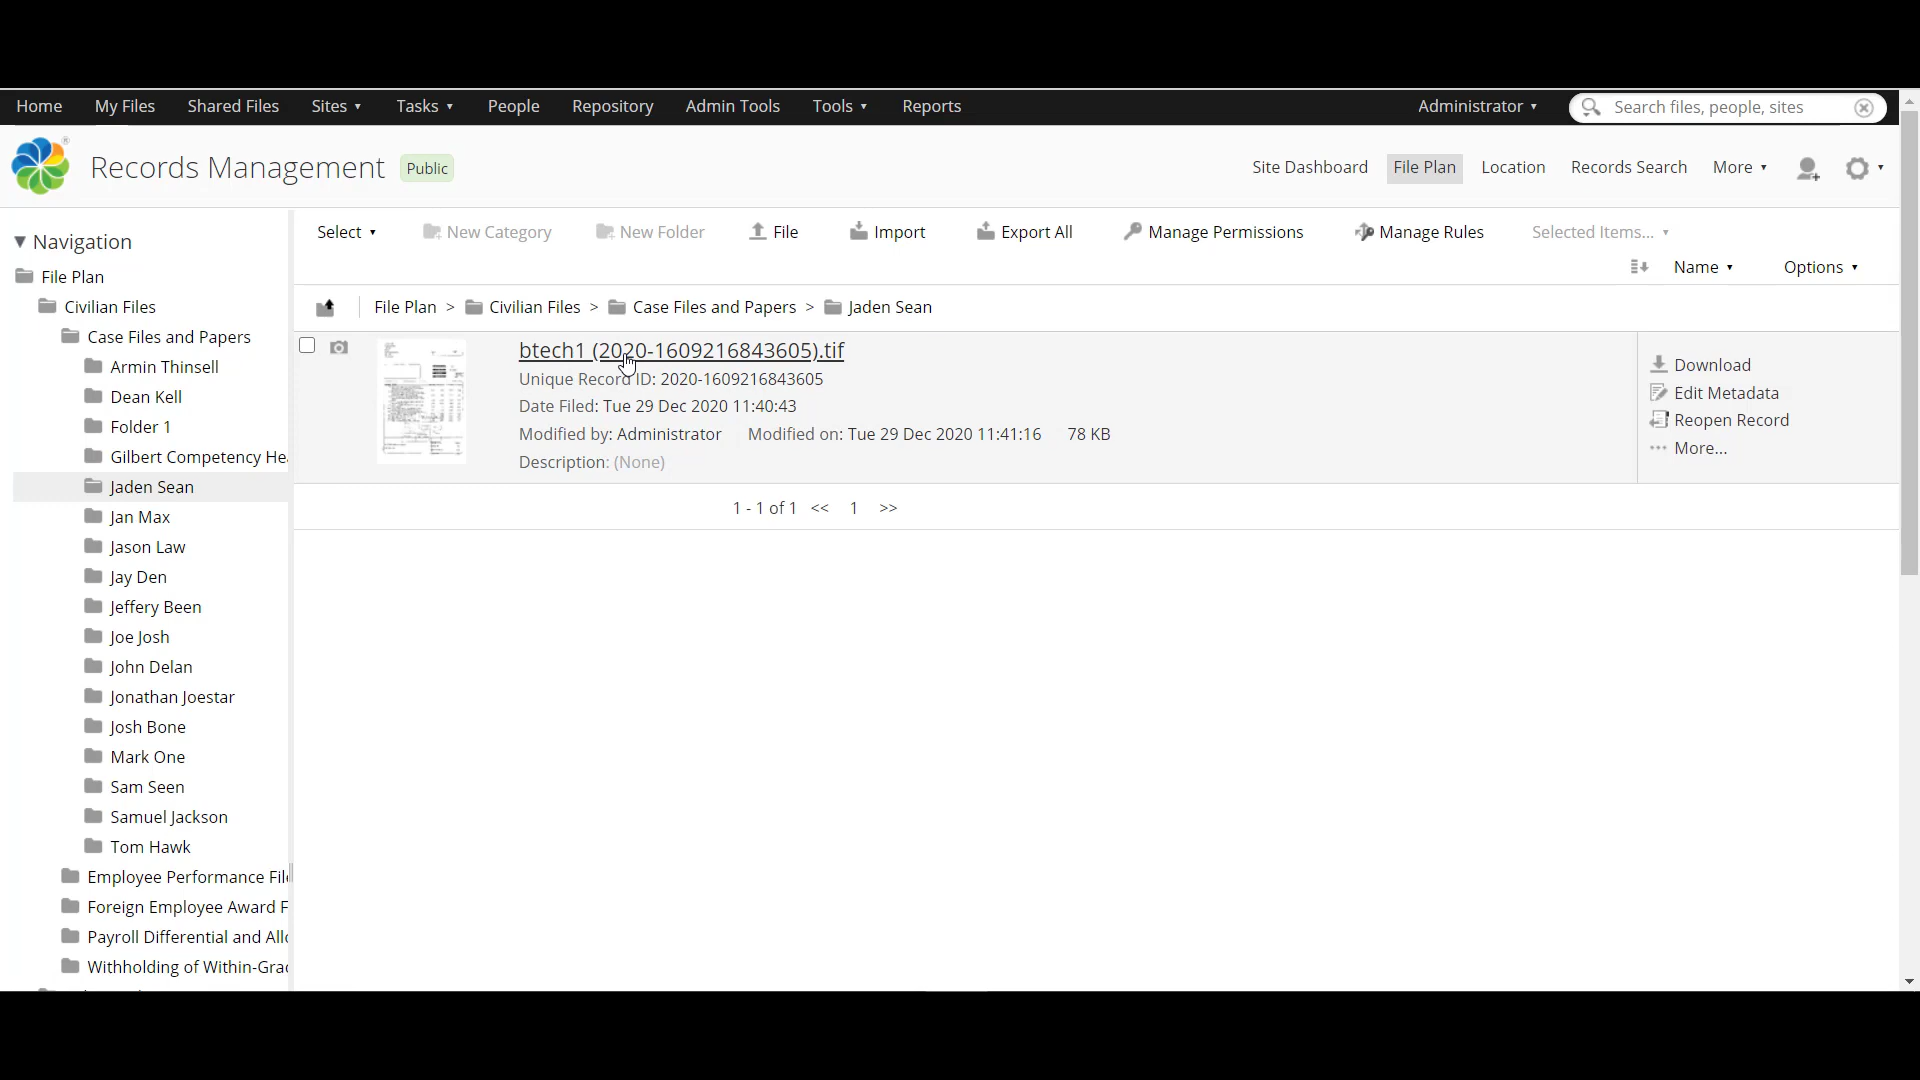 Home My Files Shared Files Sites Tasks People Repository Admin Tools Tools Reports Administrator Search files, people, sites
Records Management Public Site Dashboard File Plan Location Records Search More
Navigation
File Plan
Civilian Files
Case Files and Papers
Armin Thinsell
Dean Kell
Folder 1
Gilbert Competency He
Jaden Sean
Jan Max
Jason Law
Jay Den
Jeffery Been
Joe Josh
John Delan
Jonathan Joestar
Josh Bone
Mark One
Sam Seen
Samuel Jackson
Tom Hawk
Employee Performance Fil
Foreign Employee Award F
Payroll Differential and All
Withholding of Within-Gra
Select New Category New Folder File Import Export All Manage Permissions Manage Rules Selected Items...
Name Options
File Plan > Civilian Files > Case Files and Papers > Jaden Sean
btech1 (2020-1609216843605).tif
Unique Record ID: 2020-1609216843605
Date Filed: Tue 29 Dec 2020 11:40:43
Modified by: Administrator Modified on: Tue 29 Dec 2020 11:41:16 78 KB
Description: (None)
Download
Edit Metadata
Reopen Record
More...
1 - 1 of 1 << 1 >>